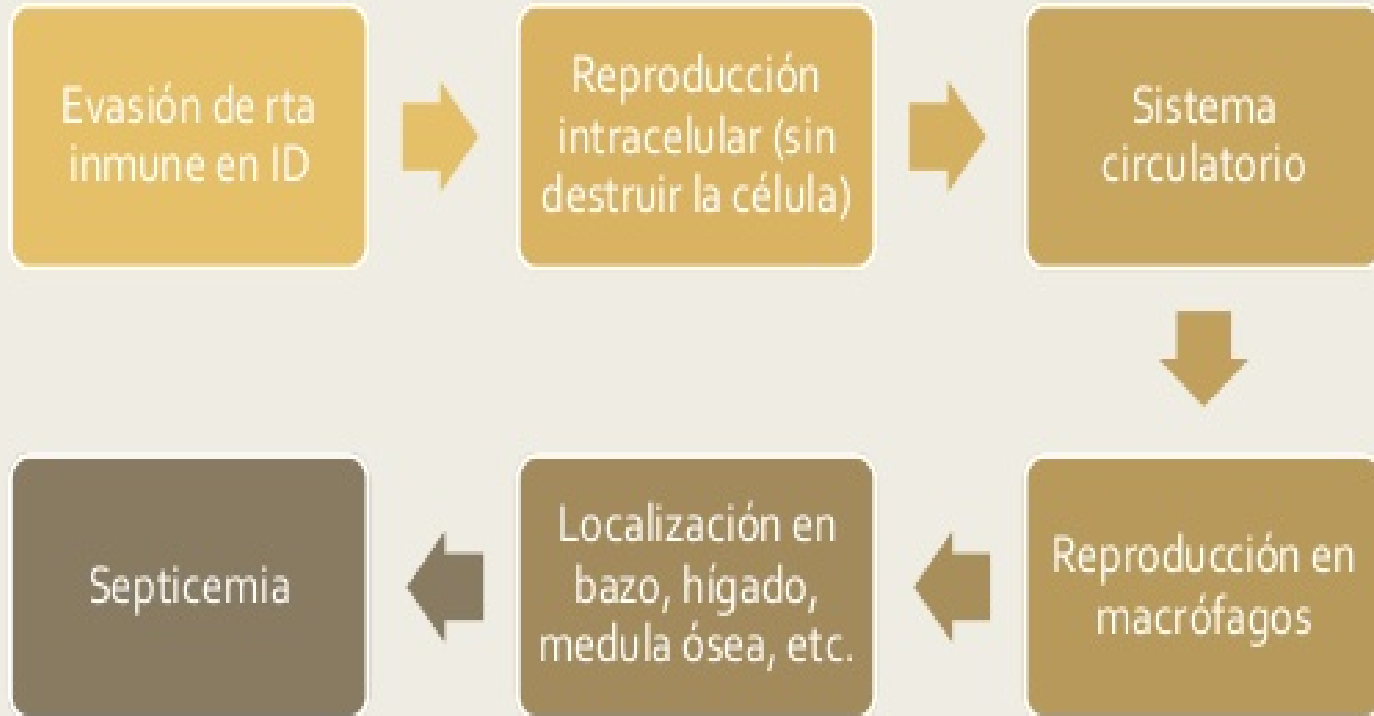 Evasión de rta
inmune en ID
Reproducción
intracelular (sin
destruir la célula)
Sistema
circulatorio
Reproducción en
macrófagos
Localización en
bazo, hígado,
medula ósea, etc.
Septicemia